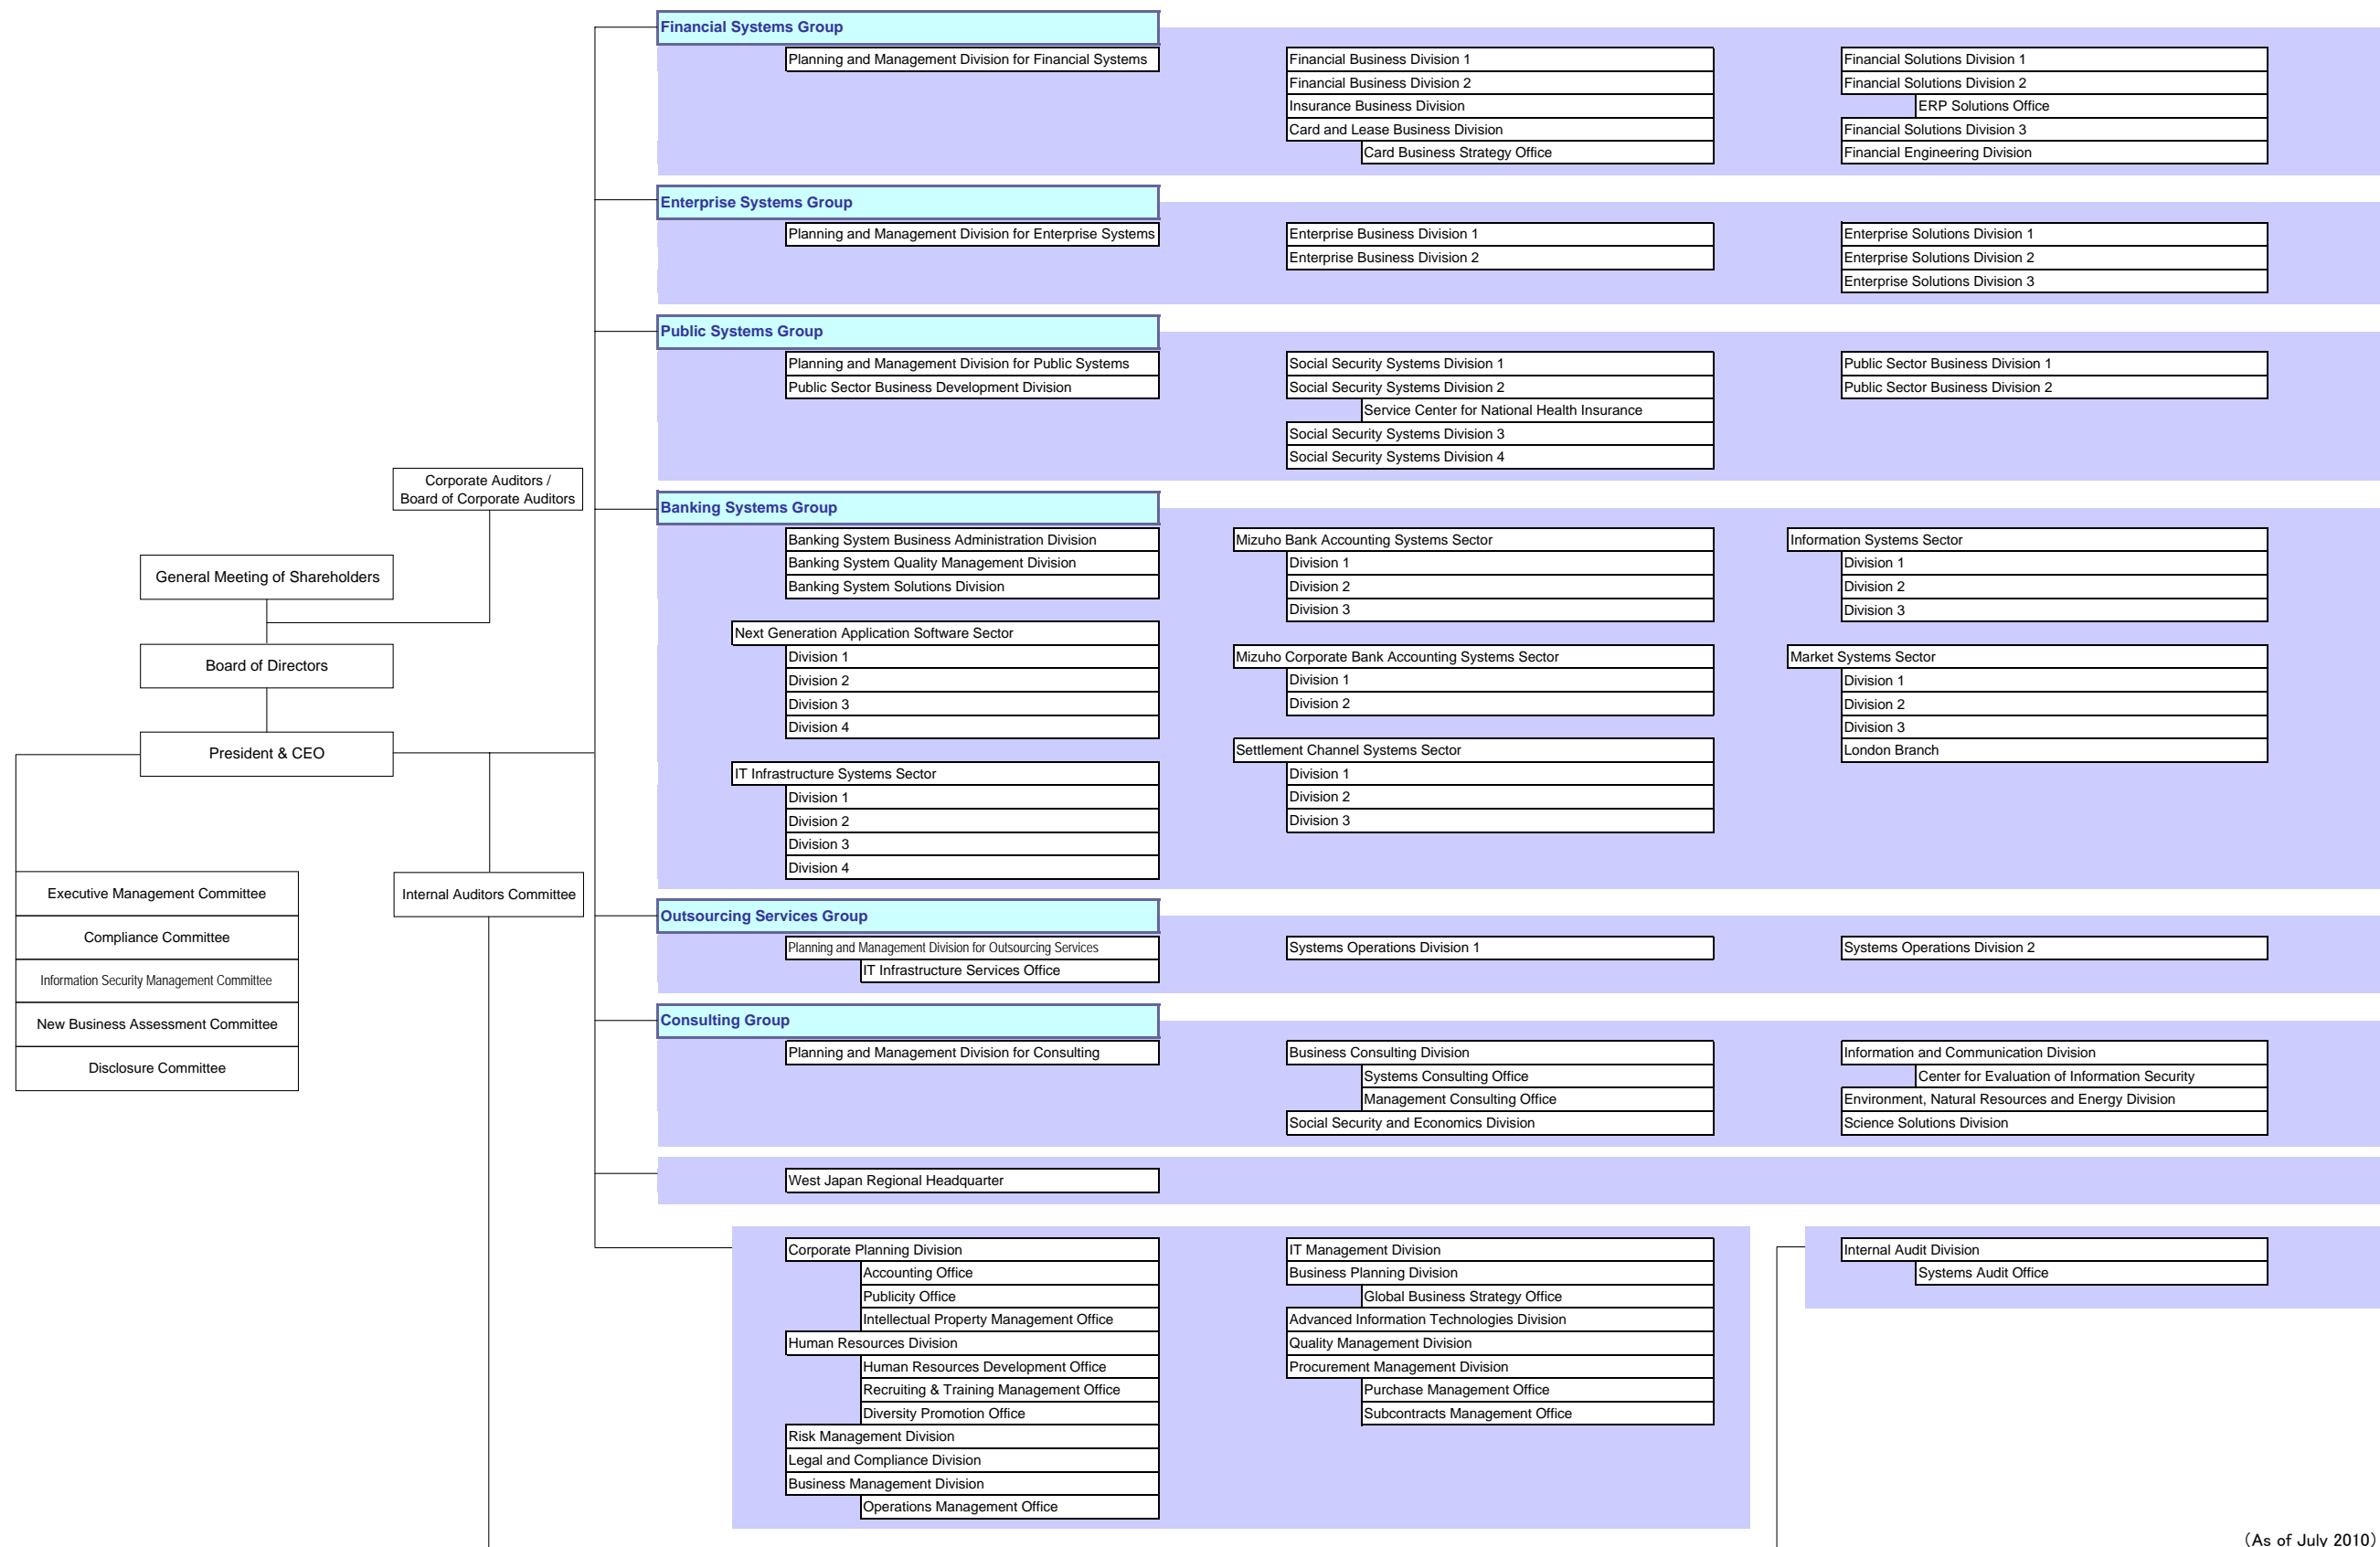 Corporate Auditors /
Board of Corporate Auditors
General Meeting of Shareholders
Board of Directors
President & CEO
Executive Management Committee
Compliance Committee
Information Security Management Committee
New Business Assessment Committee
Disclosure Committee
Internal Auditors Committee
Financial Systems Group
Planning and Management Division for Financial Systems
Financial Business Division 1
Financial Business Division 2
Insurance Business Division
Card and Lease Business Division
Card Business Strategy Office
Financial Solutions Division 1
Financial Solutions Division 2
ERP Solutions Office
Financial Solutions Division 3
Financial Engineering Division
Enterprise Systems Group
Planning and Management Division for Enterprise Systems
Enterprise Business Division 1
Enterprise Business Division 2
Enterprise Solutions Division 1
Enterprise Solutions Division 2
Enterprise Solutions Division 3
Public Systems Group
Planning and Management Division for Public Systems
Public Sector Business Development Division
Social Security Systems Division 1
Social Security Systems Division 2
Service Center for National Health Insurance
Social Security Systems Division 3
Social Security Systems Division 4
Public Sector Business Division 1
Public Sector Business Division 2
Banking Systems Group
Banking System Business Administration Division
Banking System Quality Management Division
Banking System Solutions Division
Next Generation Application Software Sector
Division 1
Division 2
Division 3
Division 4
IT Infrastructure Systems Sector
Division 1
Division 2
Division 3
Division 4
Mizuho Bank Accounting Systems Sector
Division 1
Division 2
Division 3
Mizuho Corporate Bank Accounting Systems Sector
Division 1
Division 2
Settlement Channel Systems Sector
Division 1
Division 2
Division 3
Information Systems Sector
Division 1
Division 2
Division 3
Market Systems Sector
Division 1
Division 2
Division 3
London Branch
Outsourcing Services Group
Planning and Management Division for Outsourcing Services
IT Infrastructure Services Office
Systems Operations Division 1
Systems Operations Division 2
Consulting Group
Planning and Management Division for Consulting
Business Consulting Division
Systems Consulting Office
Management Consulting Office
Social Security and Economics Division
Information and Communication Division
Center for Evaluation of Information Security
Environment, Natural Resources and Energy Division
Science Solutions Division
West Japan Regional Headquarter
Corporate Planning Division
Accounting Office
Publicity Office
Intellectual Property Management Office
Human Resources Division
Human Resources Development Office
Recruiting & Training Management Office
Diversity Promotion Office
Risk Management Division
Legal and Compliance Division
Business Management Division
Operations Management Office
IT Management Division
Business Planning Division
Global Business Strategy Office
Advanced Information Technologies Division
Quality Management Division
Procurement Management Division
Purchase Management Office
Subcontracts Management Office
Internal Audit Division
Systems Audit Office
(As of July 2010)